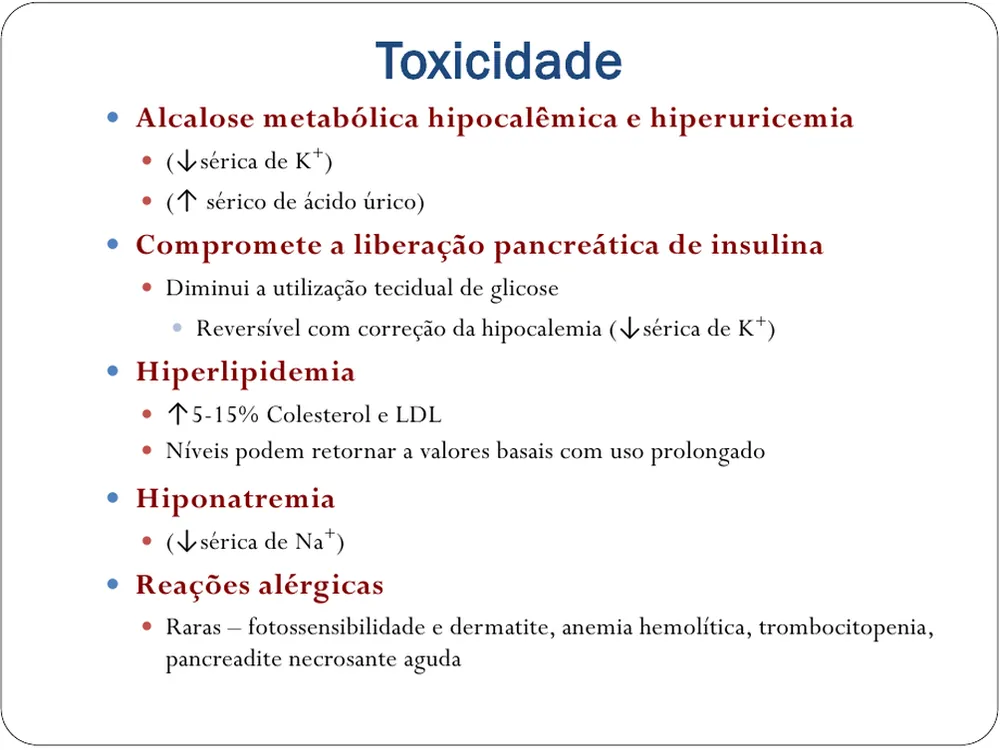 Toxicidade
• Alcalose metabólica hipocalêmica e hiperuricemia
• (↓sérica de K⁺)
• (↑ sérico de ácido úrico)
• Compromete a liberação pancreática de insulina
• Diminui a utilização tecidual de glicose
• Reversível com correção da hipocalemia (↓sérica de K⁺)
• Hiperlipidemia
• ↑5-15% Colesterol e LDL
• Níveis podem retornar a valores basais com uso prolongado
• Hiponatremia
• (↓sérica de Na⁺)
• Reações alérgicas
• Raras – fotossensibilidade e dermatite, anemia hemolítica, trombocitopenia,
pancreadite necrosante aguda